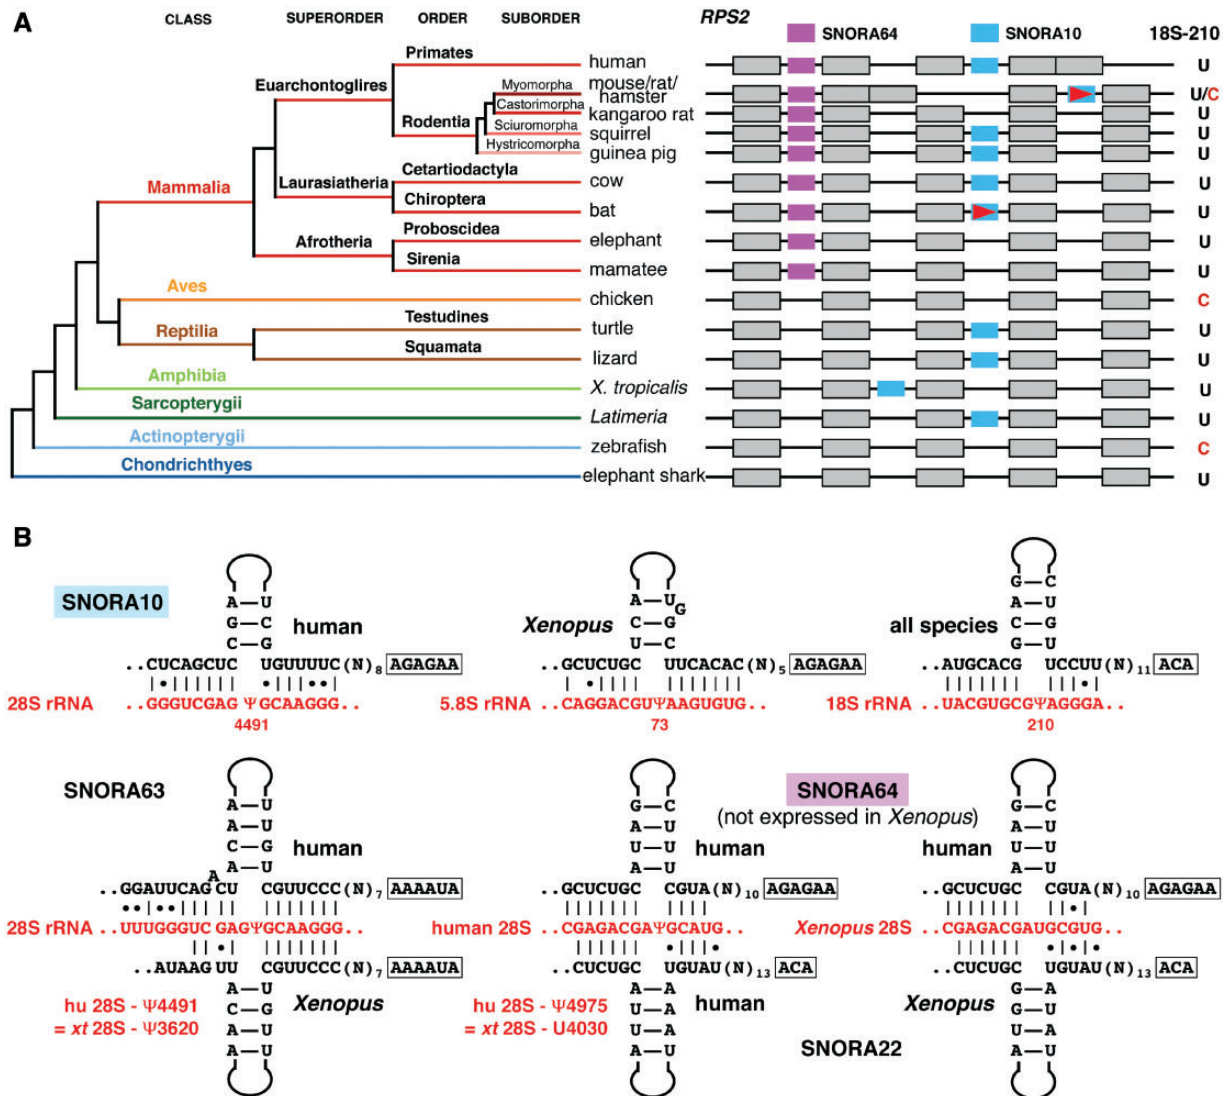 A
CLASS SUPERORDER ORDER SUBORDER
RPS2
SNORA64 SNORA10 18S-210
Primates
human U
Euarchontoglires
Myomorpha mouse/rat/
hamster U/C
Castorimorpha kangaroo rat U
Rodentia
Sciuromorpha squirrel U
Hystricomorpha guinea pig U
Cetartiodactyla
Laurasiatheria cow U
Mammalia
Chiroptera
bat U
Proboscidea
Afrotheria elephant U
Sirenia
mamatee U
Aves
chicken C
Testudines
Reptilia turtle U
Squamata
lizard U
Amphibia
X. tropicalis U
Sarcopterygii
Latimeria U
Actinopterygii
zebrafish C
Chondrichthyes
elephant shark U
B
SNORA10
human
A—U
G—C
C—G
..CUCAGCUC UGUUUUC(N)8 AGAGAA
28S rRNA ..GGGUCGAG ΨGCAAGGG..
4491
Xenopus
A—U
G
C—G
U—C
..GCUCUGC UUCACAC(N)5 AGAGAA
5.8S rRNA ..CAGGACGUΨAAGUGUG..
73
all species
G—C
A—U
G—G
C—U
..AUGCACG UCCUU(N)11 ACA
18S rRNA ..UACGUGCGΨAGGGA..
210
SNORA63
human
A—U
A—U
C—G
A—U
A
..GGAUUCAGCU CGUUCCC(N)7 AAAAUA
28S rRNA ..UUUGGGUCGAGΨGCAAGGG..
..AUAAGUU CGUUCCC(N)7 AAAAUA
A—U
C—G
A—U
A—U
Xenopus
hu 28S - Ψ4491
= xt 28S - Ψ3620
SNORA64
(not expressed in Xenopus)
human
G—C
A—U
U—U
A—U
..GCUCUGC CGUA(N)10 AGAGAA
human 28S ..CGAGACGAΨGCAUG..
..CUCUGC UGUAU(N)13 ACA
A—A
U—A
U—A
A—U
human
hu 28S - Ψ4975
= xt 28S - U4030
human
G—C
A—U
U—U
A—U
..GCUCUGC CGUA(N)10 AGAGAA
Xenopus 28S ..CGAGACGAUGCGUG..
..CUCUGC UGUAU(N)13 ACA
Xenopus
SNORA22